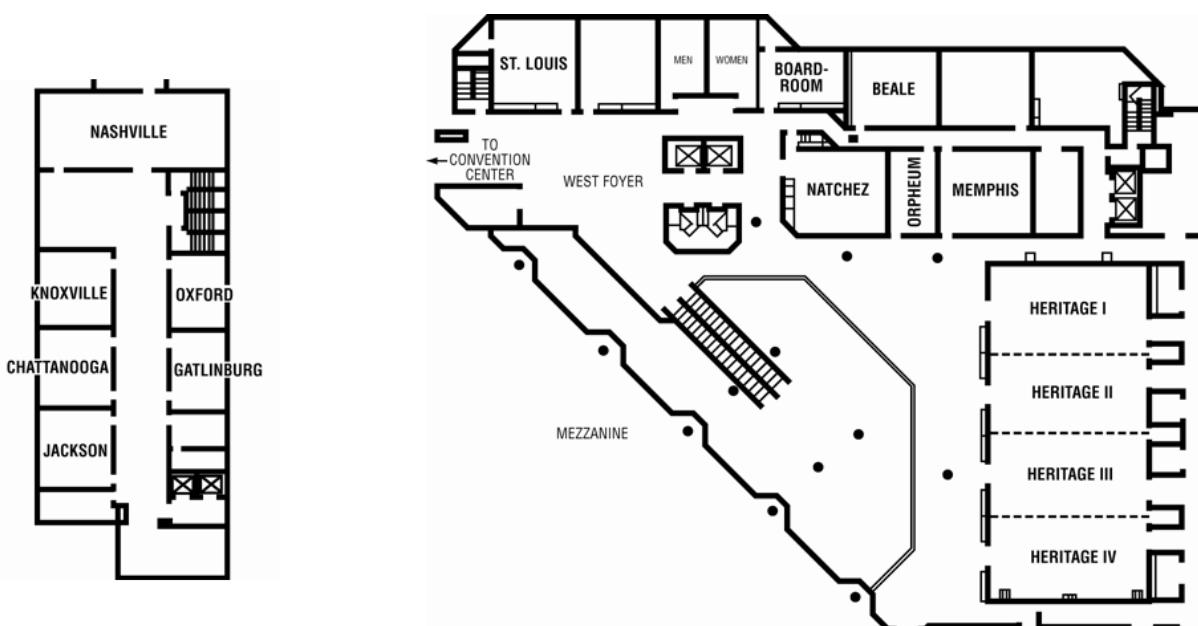 NASHVILLE
KNOXVILLE
OXFORD
CHATTANOOGA
GATLINBURG
JACKSON
ST. LOUIS
MEN
WOMEN
BOARD-
ROOM
BEALE
TO
CONVENTION
CENTER
WEST FOYER
NATCHEZ
ORPHEUM
MEMPHIS
HERITAGE I
HERITAGE II
HERITAGE III
HERITAGE IV
MEZZANINE